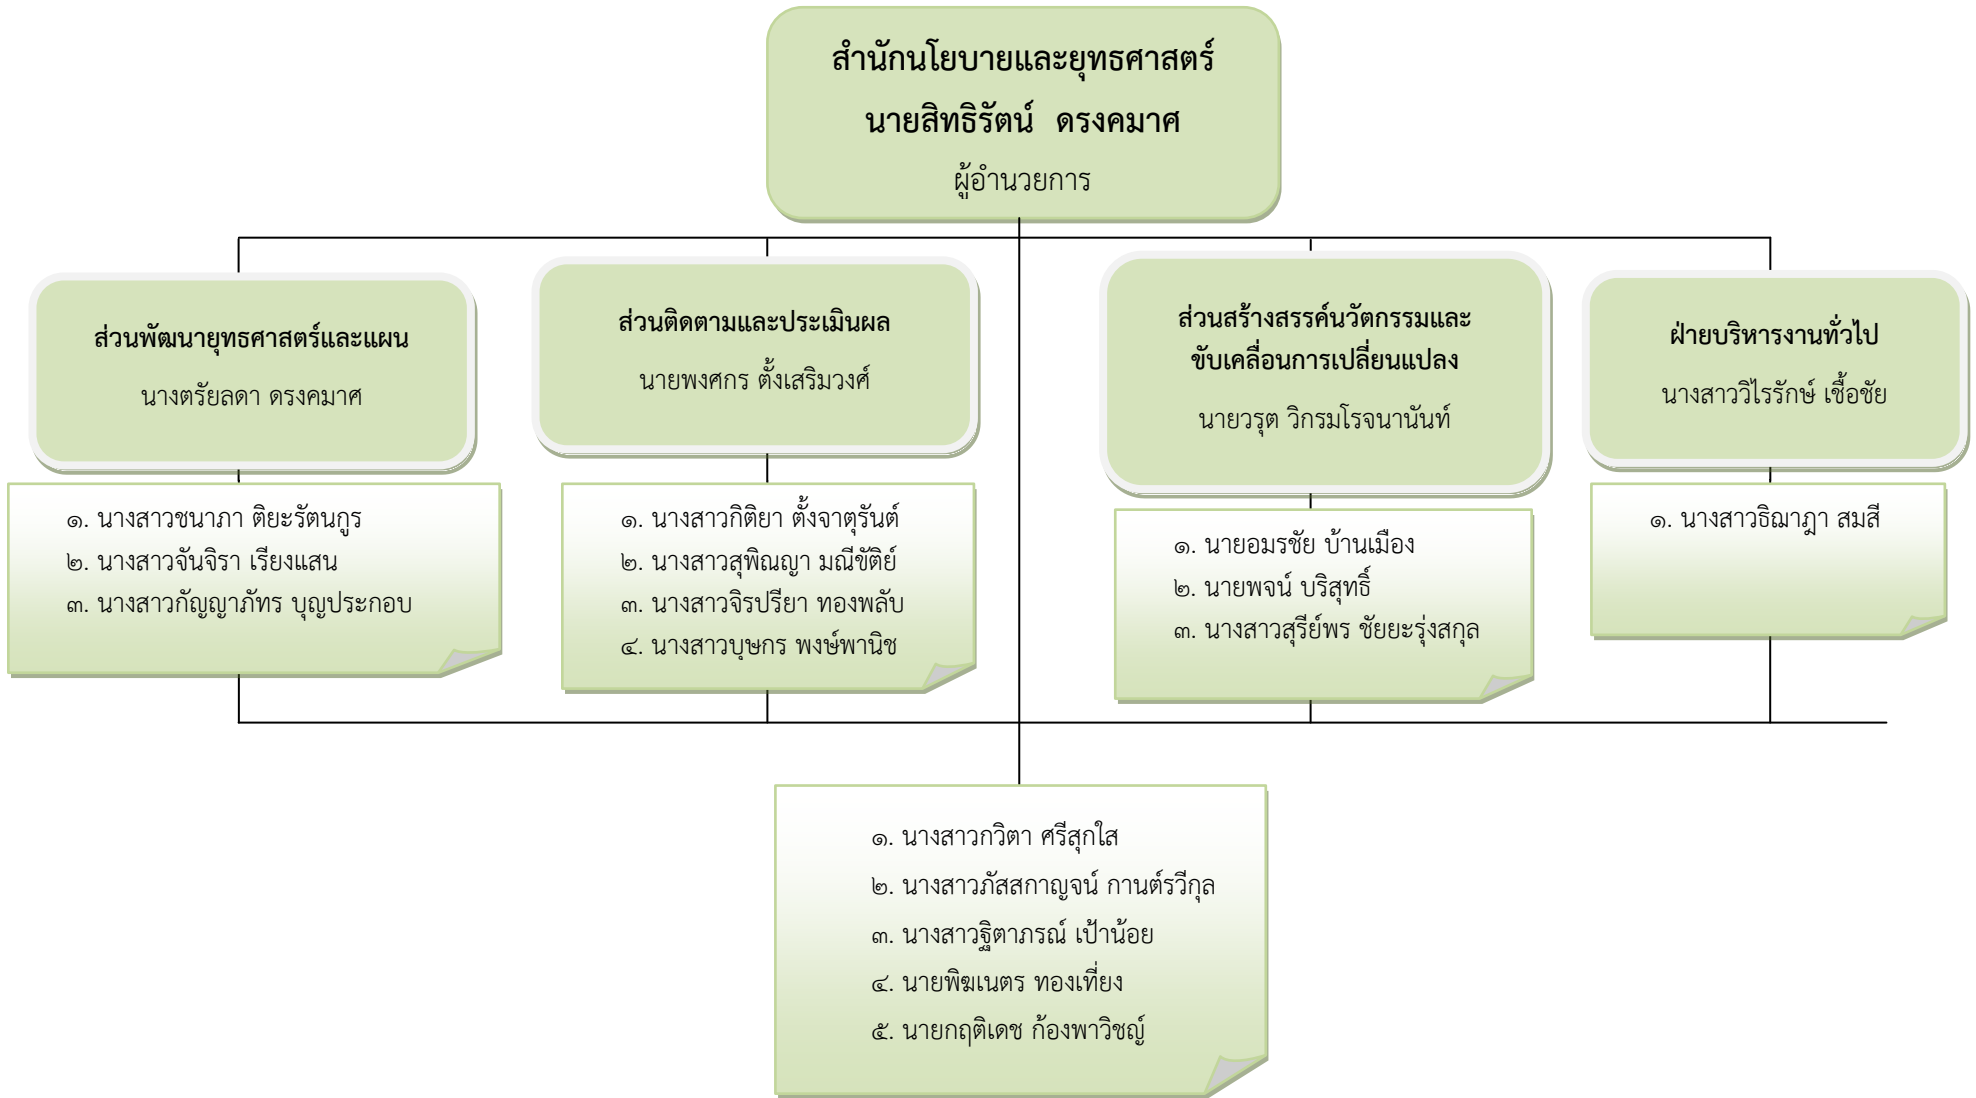 สำนักนโยบายและยุทธศาสตร์
นายสิทธิรัตน์ ดรงคมาศ
ผู้อำนวยการ
ส่วนพัฒนายุทธศาสตร์และแผน
นางตรัยลดา ดรงคมาศ
ส่วนติดตามและประเมินผล
นายพงศกร ตั้งเสริมวงศ์
ส่วนสร้างสรรค์นวัตกรรมและ
ขับเคลื่อนการเปลี่ยนแปลง
นายวรุต วิกรมโรจนานันท์
ฝ่ายบริหารงานทั่วไป
นางสาววิไรรักษ์ เชื้อชัย
๑. นางสาวชนาภา ติยะรัตนกูร
๒. นางสาวจันจิรา เรียงแสน
๓. นางสาวกัญญาภัทร บุญประกอบ
๑. นางสาวกิติยา ตั้งจาตุรันต์
๒. นางสาวสุพิณญา มณีขัติย์
๓. นางสาวจิรปรียา ทองพลับ
๔. นางสาวบุษกร พงษ์พานิช
๑. นายอมรชัย บ้านเมือง
๒. นายพจน์ บริสุทธิ์
๓. นางสาวสุรีย์พร ชัยยะรุ่งสกุล
๑. นางสาวธิฌาฎา สมสี
๑. นางสาวกวิตา ศรีสุกใส
๒. นางสาวภัสสกาญจน์ กานต์รวีกุล
๓. นางสาวฐิตาภรณ์ เป้าน้อย
๔. นายพิฆเนตร ทองเที่ยง
๕. นายกฤติเดช ก้องพาวิชญ์